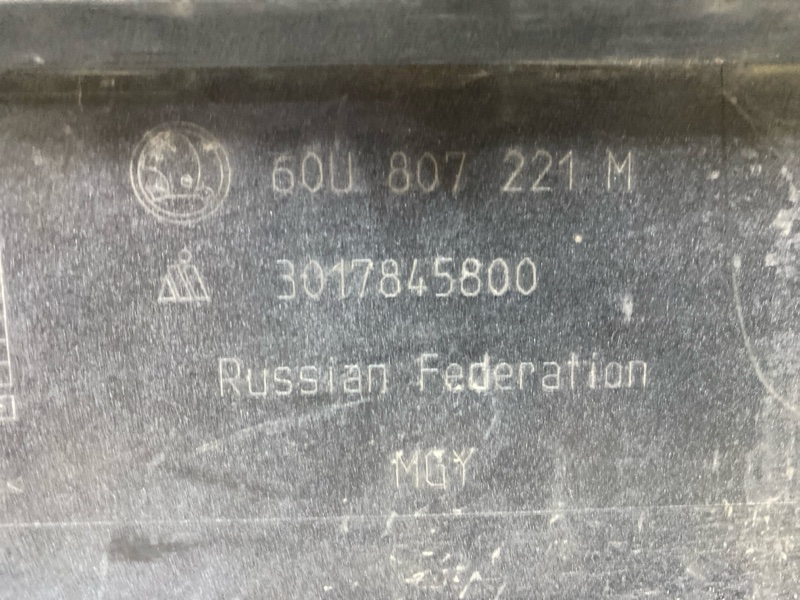 60U 807 221 M
3017845800
Russian Federation
MGY